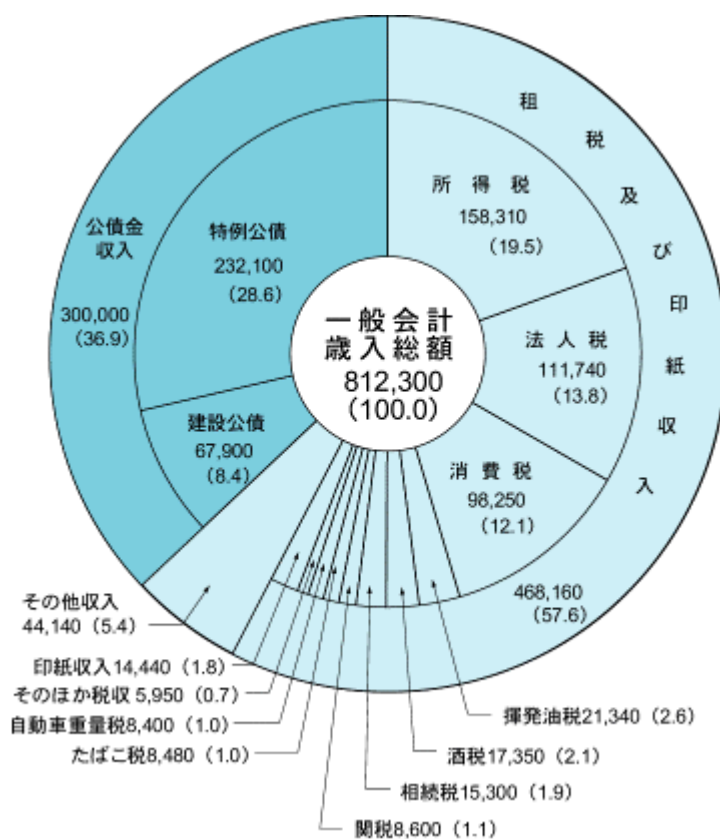 一般会計
歳入総額
812,300
(100.0)
租税及び印紙収入
468,160
(57.6)
所得税
158,310
(19.5)
法人税
111,740
(13.8)
消費税
98,250
(12.1)
揮発油税21,340(2.6)
酒税17,350(2.1)
相続税15,300(1.9)
関税8,600(1.1)
たばこ税8,480(1.0)
自動車重量税8,400(1.0)
そのほか税収 5,950(0.7)
印紙収入14,440(1.8)
その他収入
44,140(5.4)
公債金
収入
300,000
(36.9)
特例公債
232,100
(28.6)
建設公債
67,900
(8.4)